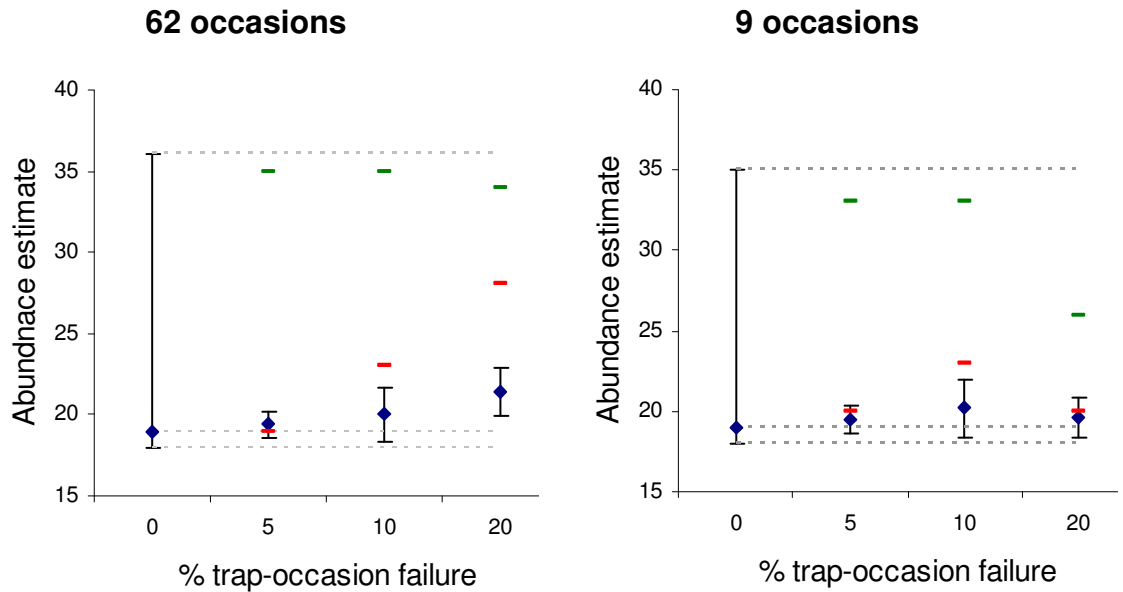 62 occasions
40
35
30
25
20
15
Abundnace estimate
0 5 10 20
% trap-occasion failure
9 occasions
40
35
30
25
20
15
Abundance estimate
0 5 10 20
% trap-occasion failure